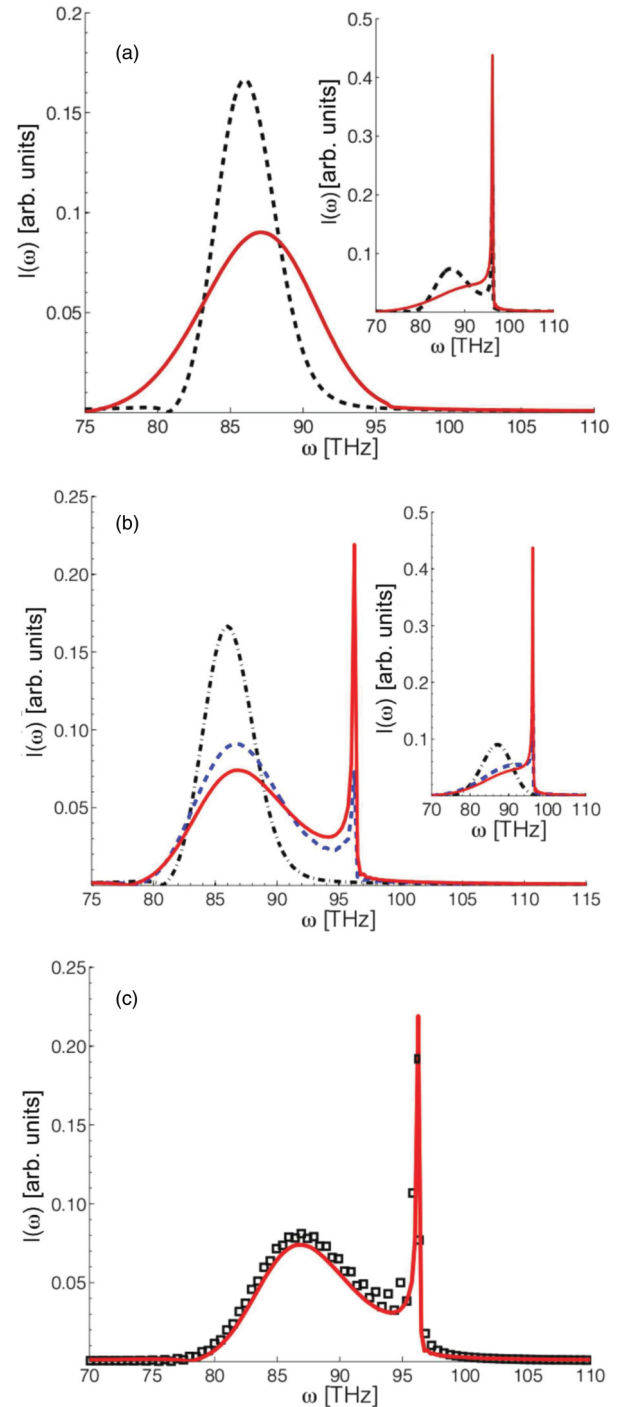 (a)
I(ω) [arb. units]
0.2
0.15
0.1
0.05
75 80 85 90 95 100 105 110
ω [THz]
I(ω) [arb. units]
0.5
0.4
0.3
0.2
0.1
70 80 90 100 110
ω [THz]
(b)
I(ω) [arb. units]
0.25
0.20
0.15
0.10
0.05
75 80 85 90 95 100 105 110 115
ω [THz]
I(ω) [arb. units]
0.5
0.4
0.3
0.2
0.1
70 80 90 100 110
ω [THz]
(c)
I(ω) [arb. units]
0.25
0.20
0.15
0.10
0.05
70 75 80 85 90 95 100 105 110
ω [THz]